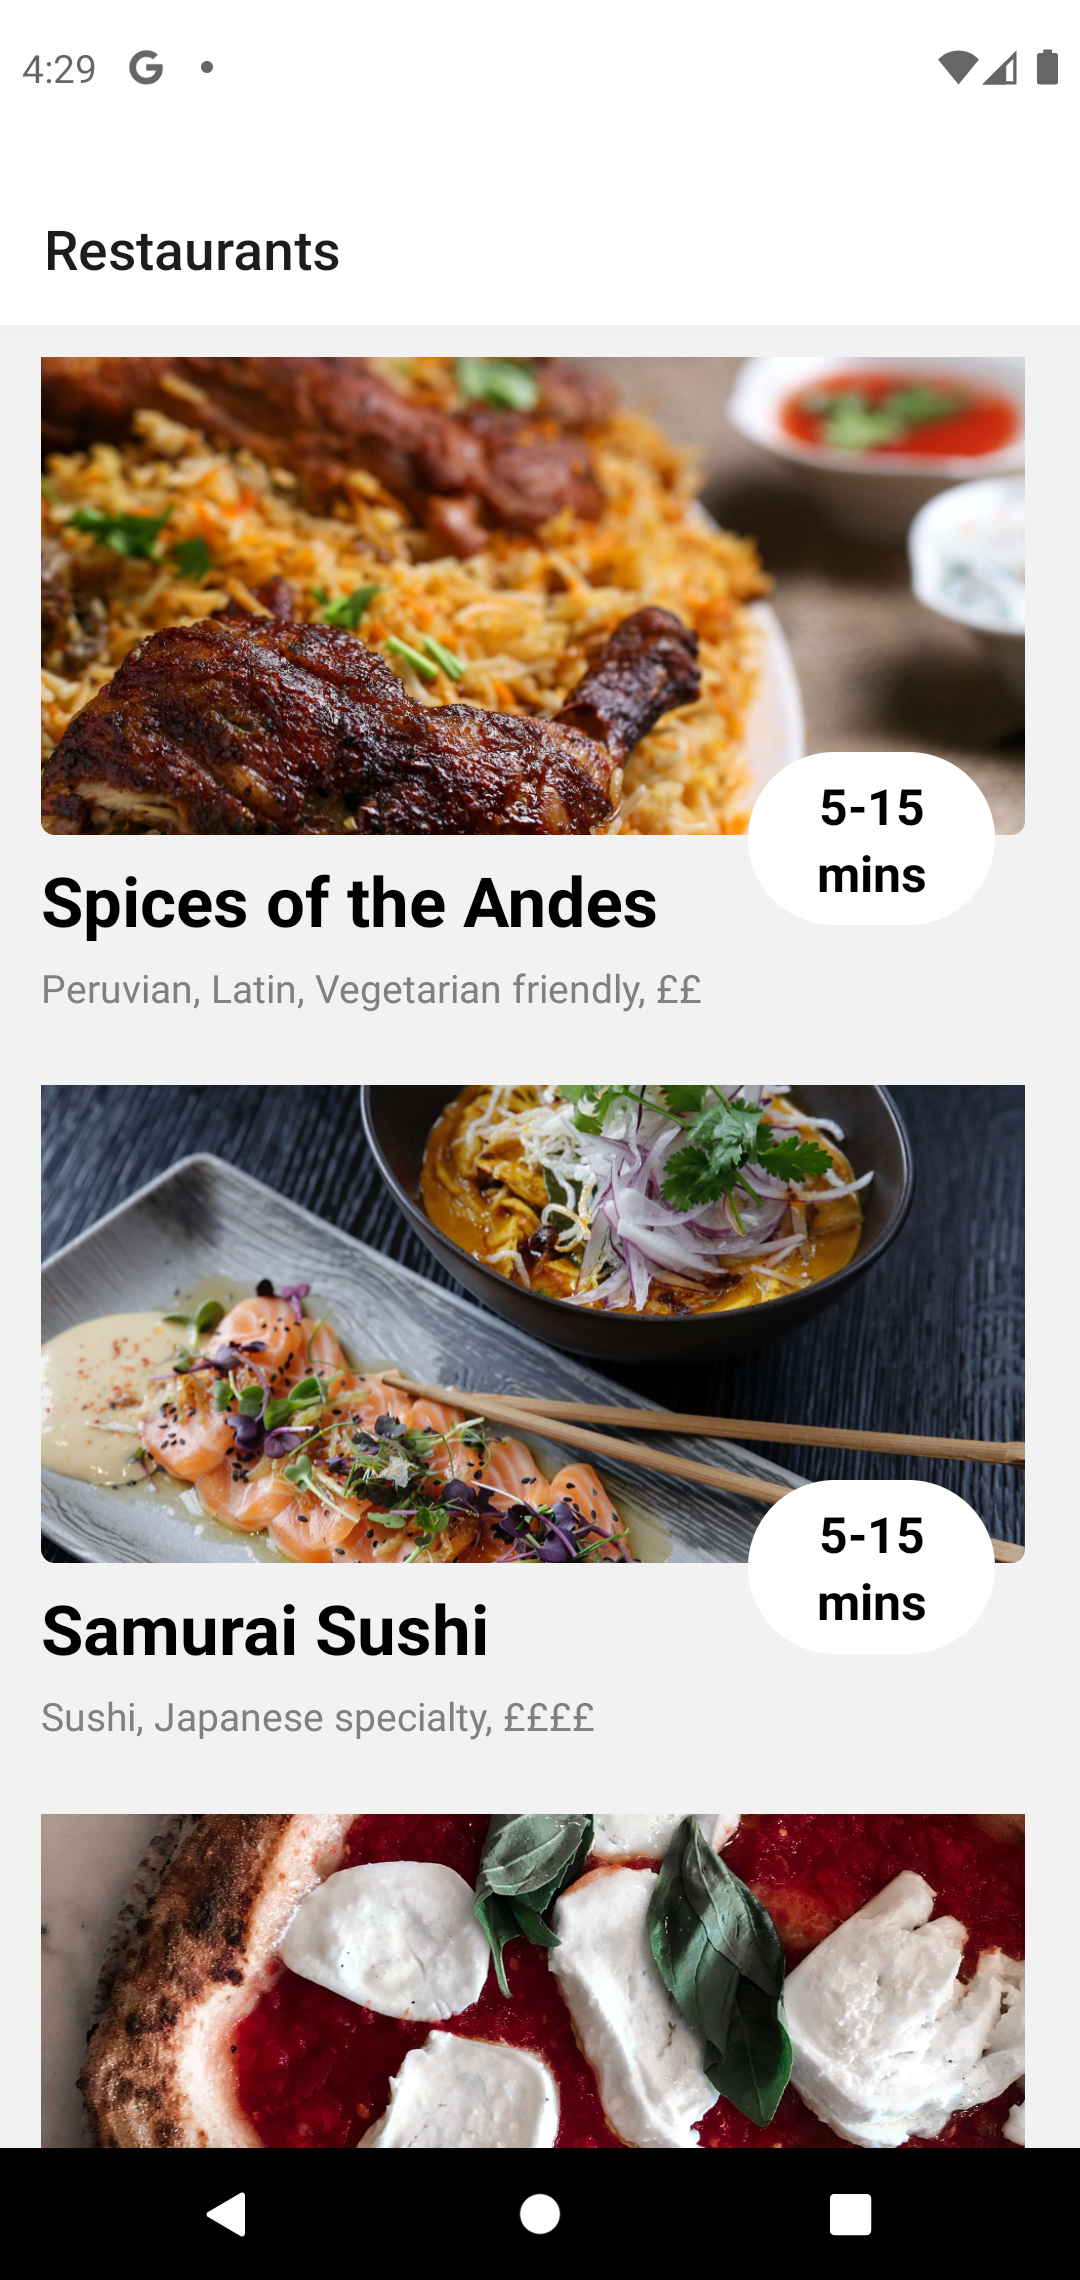 4:29
Restaurants
5-15
mins
Spices of the Andes
Peruvian, Latin, Vegetarian friendly, ££
5-15
mins
Samurai Sushi
Sushi, Japanese specialty, ££££